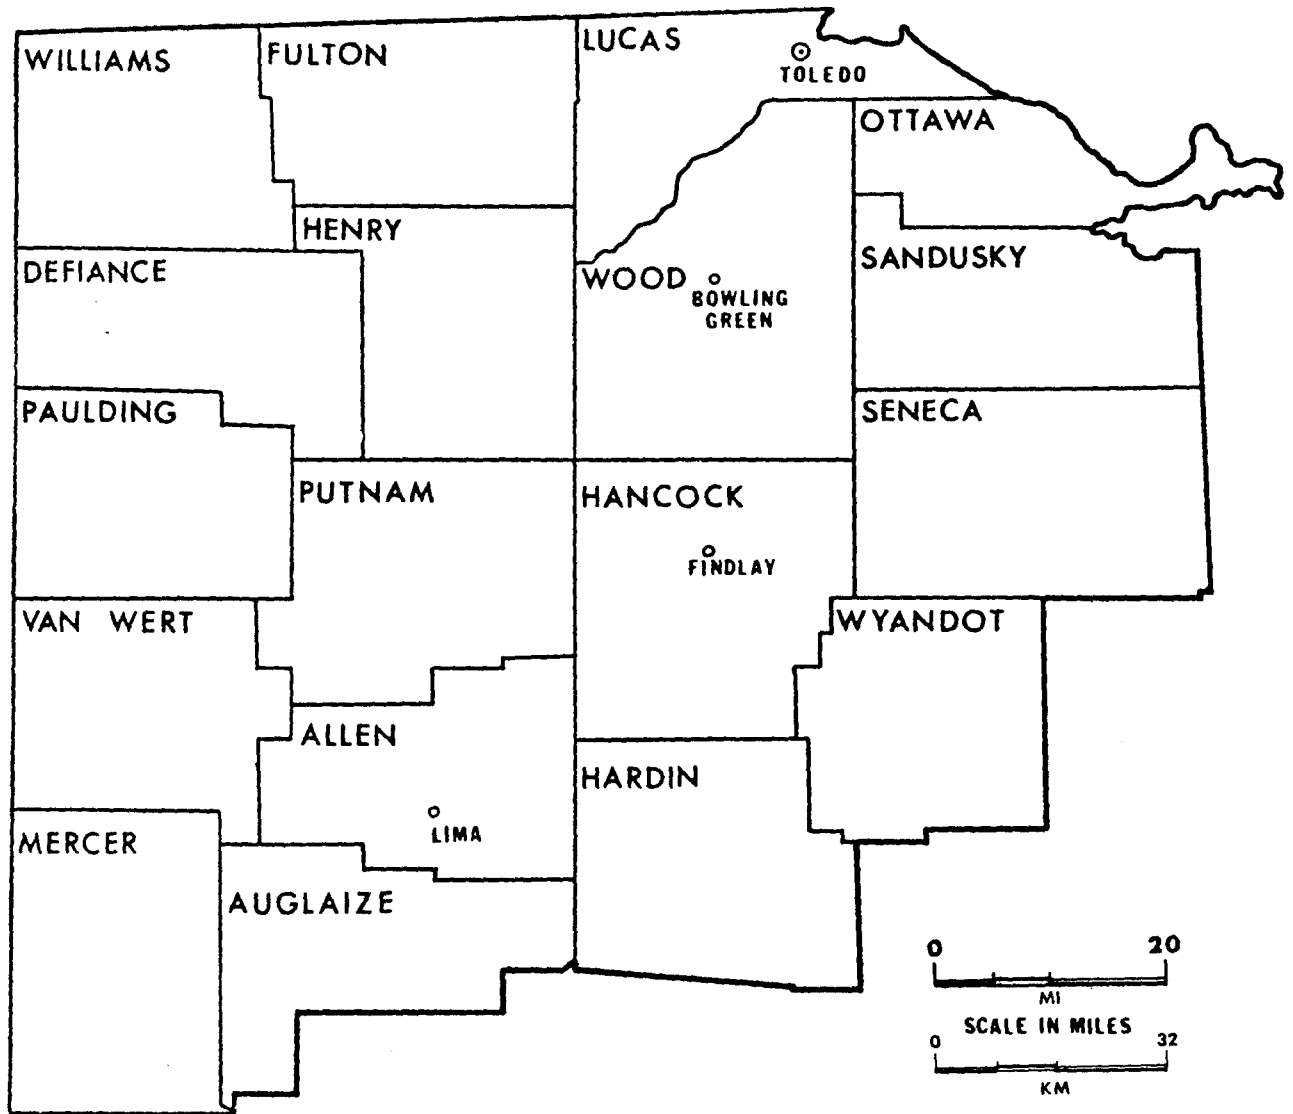 WILLIAMS
FULTON
LUCAS
TOLEDO
OTTAWA
HENRY
DEFIANCE
WOOD
BOWLING
GREEN
SANDUSKY
PAULDING
SENECA
PUTNAM
HANCOCK
FINDLAY
VAN WERT
WYANDOT
ALLEN
HARDIN
LIMA
MERCER
AUGLAIZE
0 20
MI
SCALE IN MILES
0 32
KM